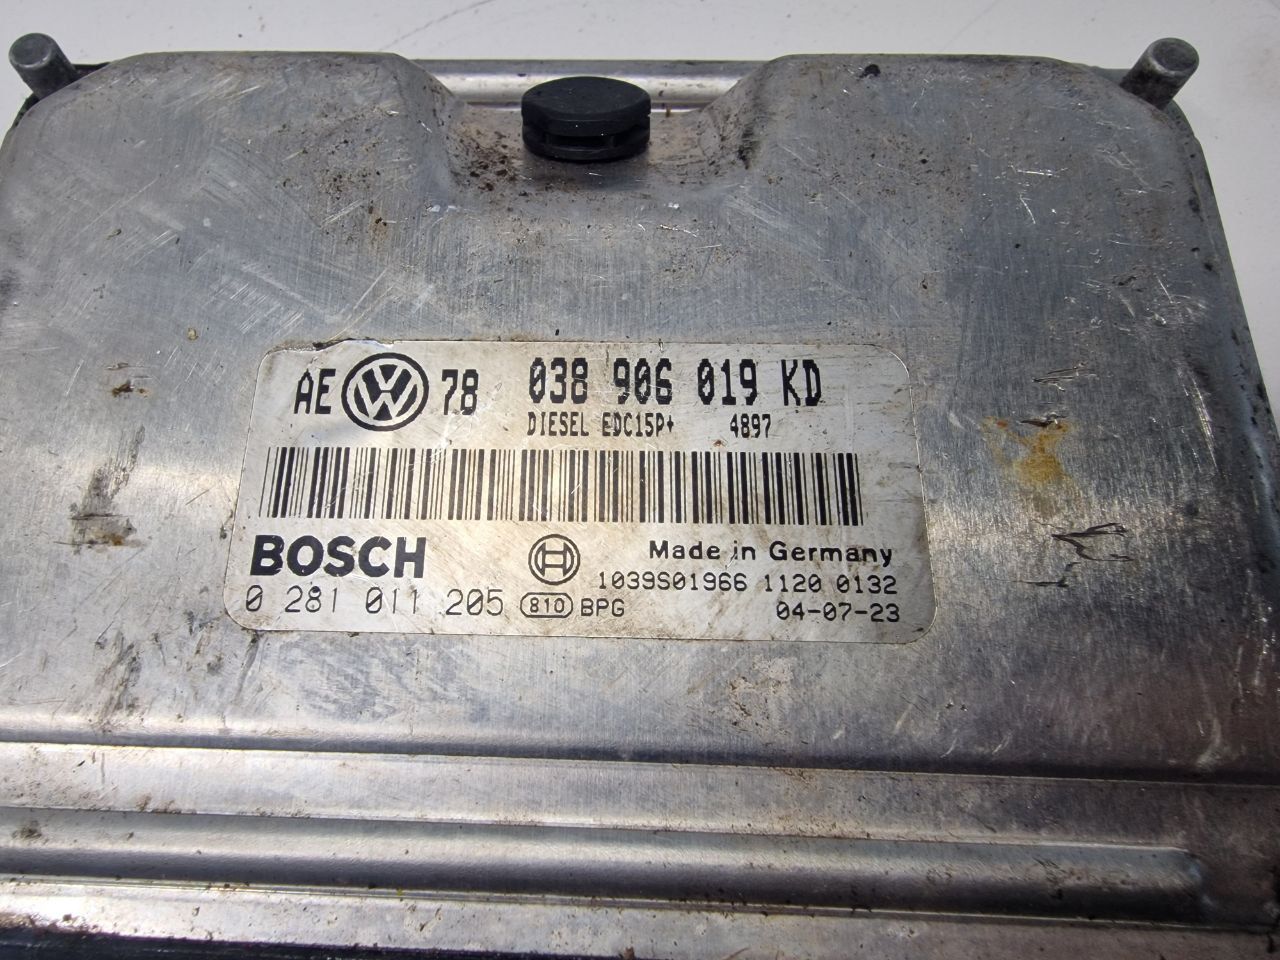 AE VW 78 038 906 019 KD
DIESEL EDC15P+ 4897
BOSCH Made in Germany
1039S01966 1120 0132
0 281 011 205 810 BPG 04-07-23